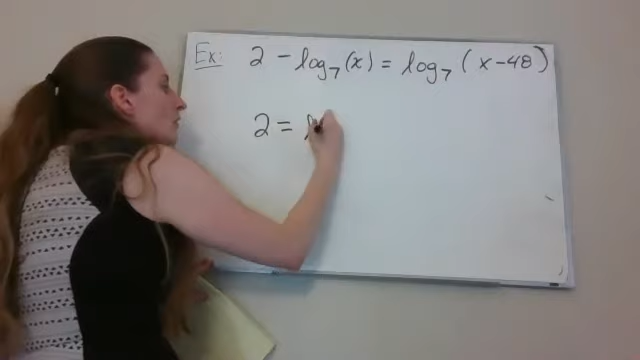 Ex: 2 - log₇ (x) = log₇ (x-48)
2 =